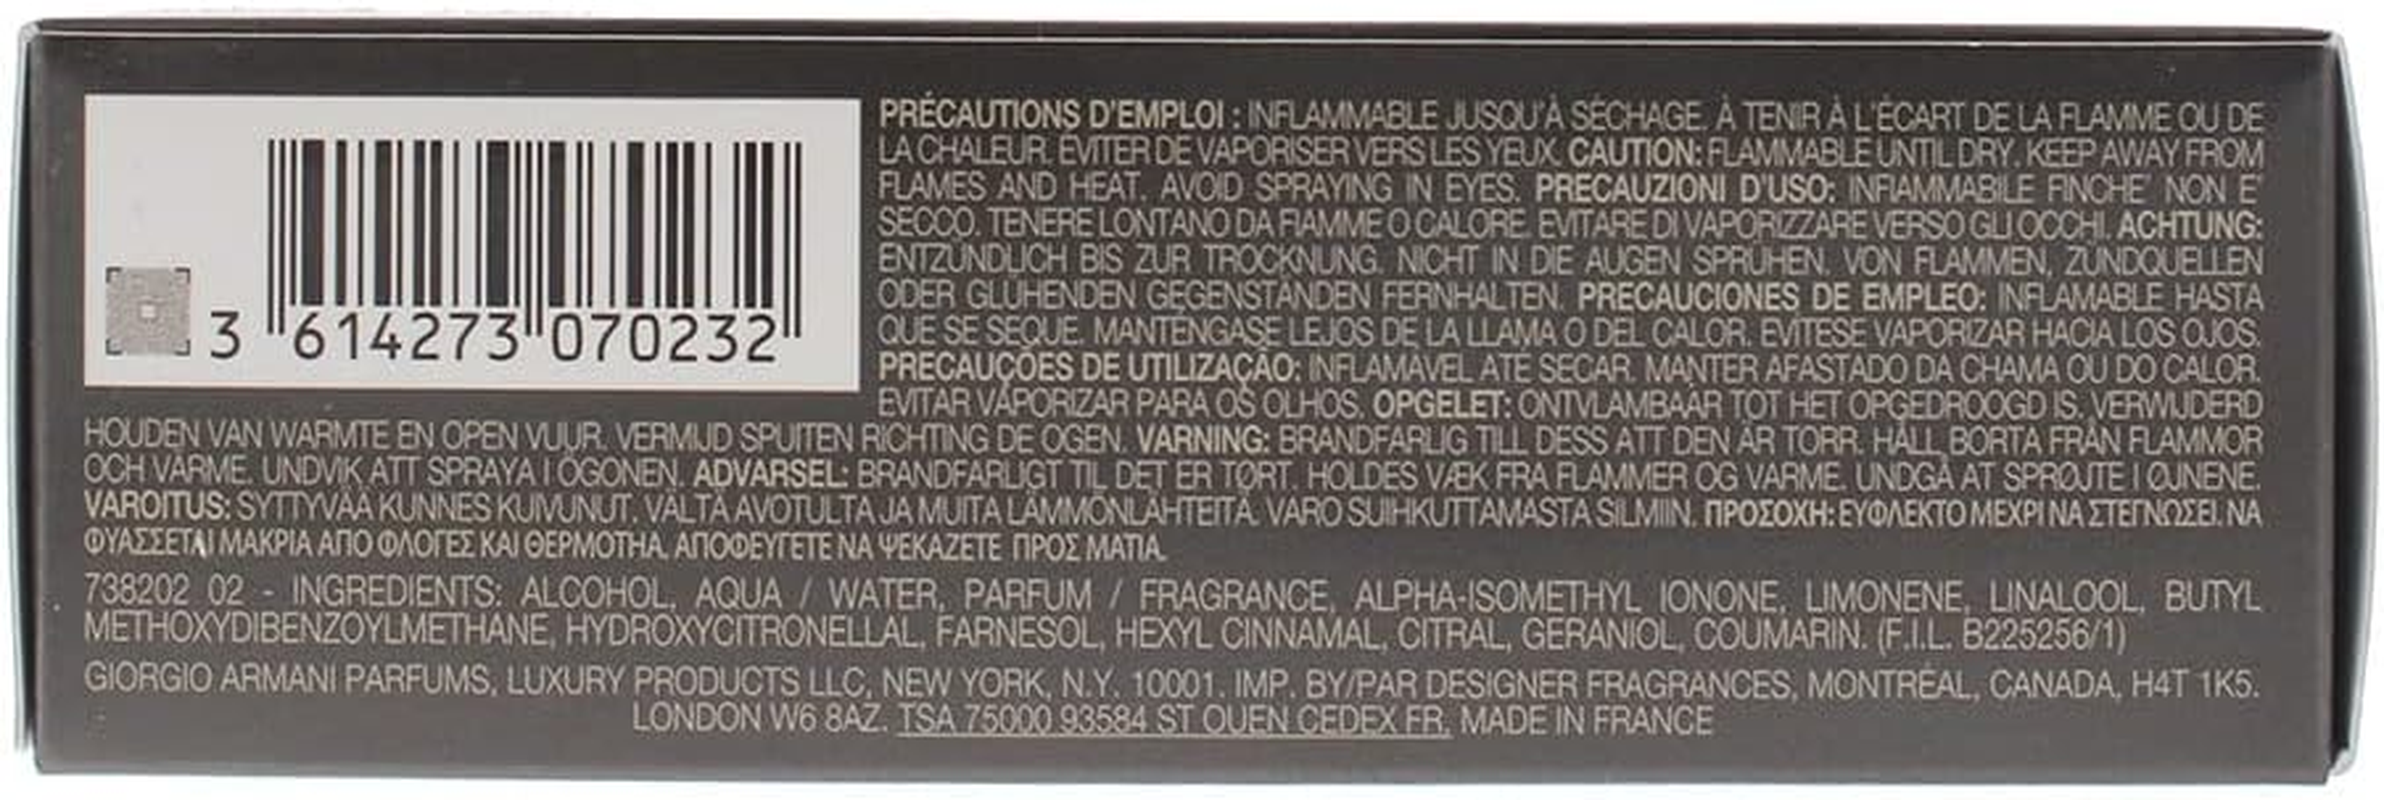 PRÉCAUTIONS D'EMPLOI : INFLAMMABLE JUSQU'À SÉCHAGE. À TENIR À L'ÉCART DE LA FLAMME OU DE
LA CHALEUR. ÉVITER DE VAPORISER VERS LES YEUX. CAUTION: FLAMMABLE UNTIL DRY. KEEP AWAY FROM
FLAMES AND HEAT. AVOID SPRAYING IN EYES. PRECAUZIONI D'USO: INFIAMMABILE FINCHE' NON E'
SECCO. TENERE LONTANO DA FIAMME O CALORE. EVITARE DI VAPORIZZARE VERSO GLI OCCHI. ACHTUNG:
ENTZÜNDLICH BIS ZUR TROCKNUNG. NICHT IN DIE AUGEN SPRÜHEN. VON FLAMMEN, ZÜNDQUELLEN
ODER GLÜHENDEN GEGENSTÄNDEN FERNHALTEN. PRECAUCIONES DE EMPLEO: INFLAMABLE HASTA
QUE SE SEQUE. MANTÉNGASE LEJOS DE LA LLAMA O DEL CALOR. EVÍTESE VAPORIZAR HACIA LOS OJOS.
PRECAUÇÕES DE UTILIZAÇÃO: INFLAMÁVEL ATÉ SECAR. MANTER AFASTADO DA CHAMA OU DO CALOR.
EVITAR VAPORIZAR PARA OS OLHOS. OPGELET: ONTVLAMBAAR TOT HET OPGEDROOGD IS. VERWIJDERD
3 614273 070232
HOUDEN VAN WARMTE EN OPEN VUUR. VERMIJD SPUITEN RICHTING DE OGEN. VARNING: BRANDFARLIG TILL DESS ATT DEN ÄR TORR. HÅLL BORTA FRÅN FLAMMOR
OCH VÄRME. UNDVIK ATT SPRAYA I ÖGONEN. ADVARSEL: BRANDFARLIGT TIL DET ER TØRT. HOLDES VÆK FRA FLAMMER OG VARME. UNDGÅ AT SPRØJTE I ØJNENE.
VAROITUS: SYTTYVÄÄ KUNNES KUIVUNUT. VÄLTÄ AVOTULTA JA MUITA LÄMMÖNLÄHTEITÄ. VARO SUIHKUTTAMASTA SILMIIN. ΠΡΟΣΟΧΗ: ΕΥΦΛΕΚΤΟ ΜΕΧΡΙ ΝΑ ΣΤΕΓΝΩΣΕΙ. ΝΑ
ΦΥΑΣΣΕΤΑΙ ΜΑΚΡΙΑ ΑΠΟ ΦΛΟΓΕΣ ΚΑΙ ΘΕΡΜΟΤΗΑ. ΑΠΟΦΕΥΓΕΤΕ ΝΑ ΨΕΚΑΖΕΤΕ ΠΡΟΣ ΜΑΤΙΑ.
738202 02 - INGREDIENTS: ALCOHOL, AQUA / WATER, PARFUM / FRAGRANCE, ALPHA-ISOMETHYL IONONE, LIMONENE, LINALOOL, BUTYL
METHOXYDIBENZOYLMETHANE, HYDROXYCITRONELLAL, FARNESOL, HEXYL CINNAMAL, CITRAL, GERANIOL, COUMARIN. (F.I.L. B225256/1)
GIORGIO ARMANI PARFUMS, LUXURY PRODUCTS LLC, NEW YORK, N.Y. 10001. IMP. BY/PAR DESIGNER FRAGRANCES, MONTRÉAL, CANADA, H4T 1K5.
LONDON W6 8AZ. TSA 75000 93584 ST OUEN CEDEX FR. MADE IN FRANCE